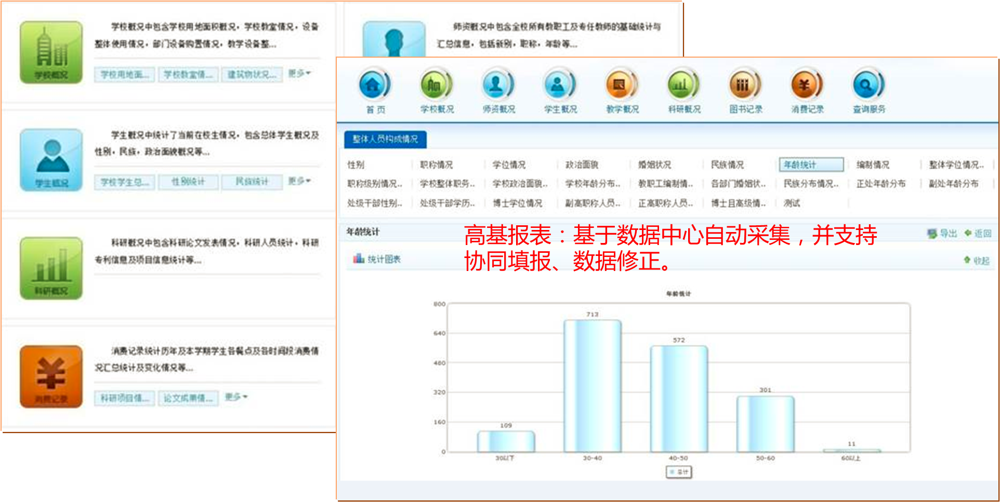 学校概况中包含学校用地面积概况，学校教室情况，设备
整体使用情况，部门设备购置情况，教学设备整...
学校概况
学校用地面... 学校教室情... 建筑物状况... 更多
师资概况中包含全校所有教职工及专任教师的基础统计与
汇总信息，包括新别，职称，年龄等...
学生概况中统计了当前在校生情况，包含总体学生概况及
性别，民族，政治面貌概况等...
学生概况
学校学生总... 性别统计 民族统计 更多
科研概况中包含科研论文发表情况，科研人员统计，科研
专利信息及项目信息统计等...
科研概况
消费记录统计历年及本学期学生各餐点及各时间段消费情
况汇总统计及变化情况等...
消费记录
科研项目情... 论文成果情... 更多
首 页 学校概况 师资概况 学生概况 教学概况 科研概况 图书记录 消费记录 查询服务
整体人员构成情况
性别 职称情况 学位情况 政治面貌 婚姻状况 民族情况 年龄统计 编制情况 整体学位情况..
职称级别情况.. 学校整体职务.. 学校政治面貌.. 学校年龄分布.. 教职工编制情.. 各部门婚姻状.. 民族分布情况.. 正处年龄分布 副处年龄分布
处级干部性别.. 处级干部学历.. 博士学位情况 副高职称人员.. 正高职称人员.. 博士且高级情.. 测试
年龄统计
导出 返回
高基报表：基于数据中心自动采集，并支持
协同填报、数据修正。
统计图表
收起
年龄统计
800
713
640
572
480
320
301
160
109
11
0
30以下 30-40 40-50 50-60 60以上
总计